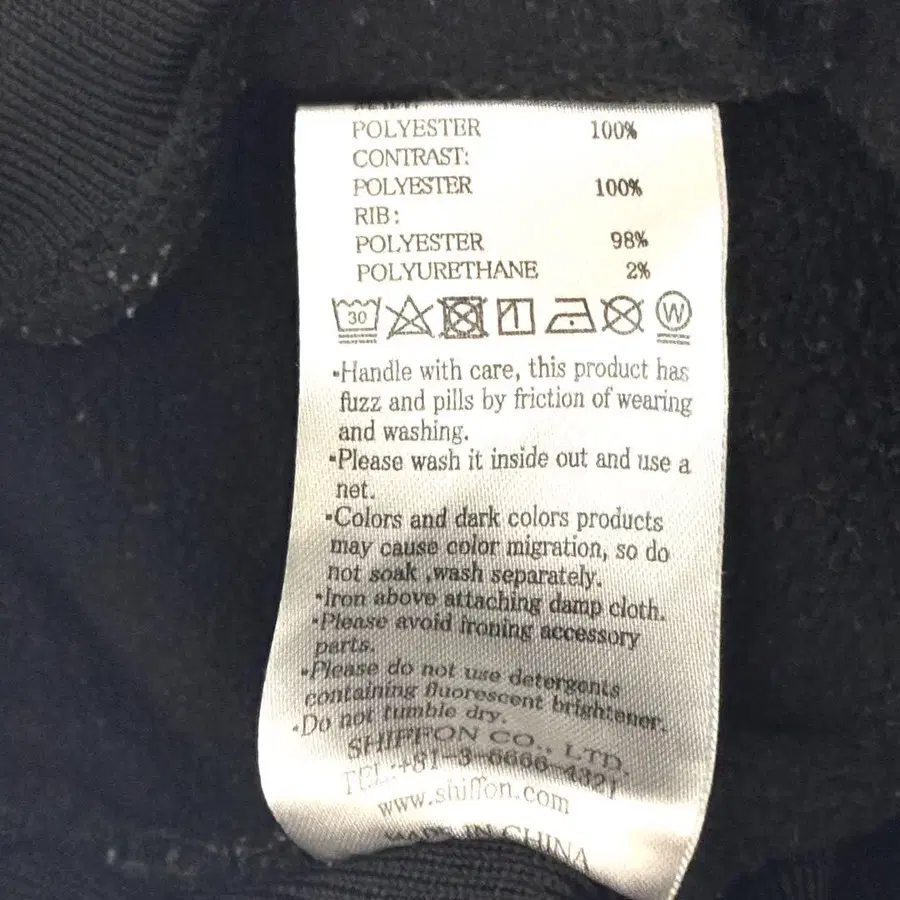 POLYESTER 100%
CONTRAST:
POLYESTER 100%
RIB:
POLYESTER 98%
POLYURETHANE 2%
30 W
•Handle with care, this product has
fuzz and pills by friction of wearing
and washing.
•Please wash it inside out and use a
net.
•Colors and dark colors products
may cause color migration, so do
not soak ,wash separately.
•Iron above attaching damp cloth.
•Please avoid ironing accessory
parts.
•Please do not use detergents
containing fluorescent brightener.
•Do not tumble dry.
SHIFFON CO., LTD.
TEL:+81-3-6666-4321
www.shiffon.com
MADE IN CHINA